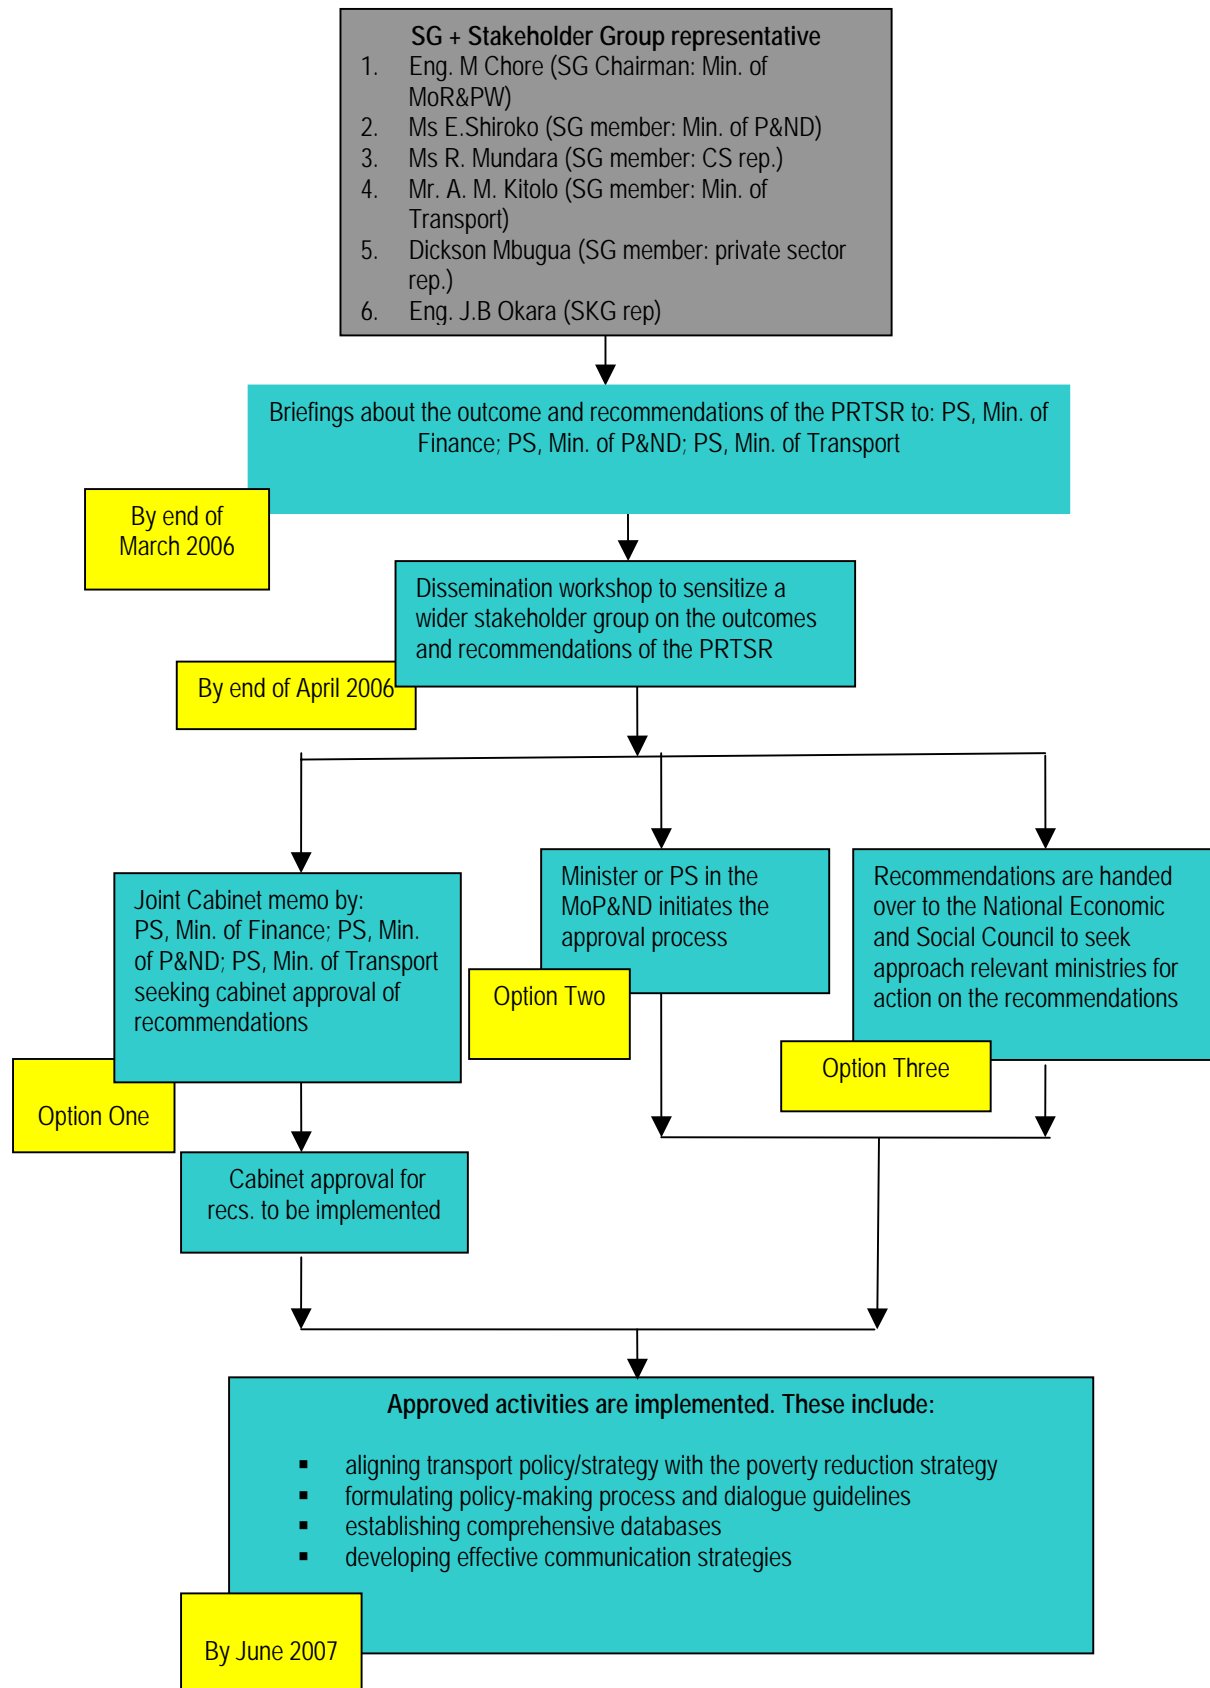 SG + Stakeholder Group representative
1. Eng. M Chore (SG Chairman: Min. of
MoR&PW)
2. Ms E.Shiroko (SG member: Min. of P&ND)
3. Ms R. Mundara (SG member: CS rep.)
4. Mr. A. M. Kitolo (SG member: Min. of
Transport)
5. Dickson Mbugua (SG member: private sector
rep.)
6. Eng. J.B Okara (SKG rep)
Briefings about the outcome and recommendations of the PRTSR to: PS, Min. of
Finance; PS, Min. of P&ND; PS, Min. of Transport
By end of
March 2006
Dissemination workshop to sensitize a
wider stakeholder group on the outcomes
and recommendations of the PRTSR
By end of April 2006
Joint Cabinet memo by:
PS, Min. of Finance; PS, Min.
of P&ND; PS, Min. of Transport
seeking cabinet approval of
recommendations
Option One
Minister or PS in the
MoP&ND initiates the
approval process
Option Two
Recommendations are handed
over to the National Economic
and Social Council to seek
approach relevant ministries for
action on the recommendations
Option Three
Cabinet approval for
recs. to be implemented
Approved activities are implemented. These include:
▪ aligning transport policy/strategy with the poverty reduction strategy
▪ formulating policy-making process and dialogue guidelines
▪ establishing comprehensive databases
▪ developing effective communication strategies
By June 2007